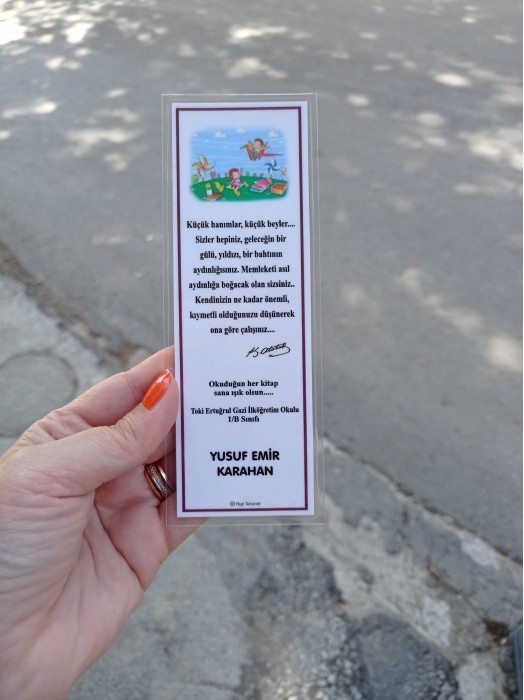 Küçük hanımlar, küçük beyler....
Sizler hepiniz, geleceğin bir
gülü, yıldızı, bir bahtının
aydınlığısınız. Memleketi asıl
aydınlığa boğacak olan sizsiniz..
Kendinizin ne kadar önemli,
kıymetli olduğunuzu düşünerek
ona göre çalışınız....
K. Atatürk
Okuduğun her kitap
sana ışık olsun.....
Toki Ertuğrul Gazi İlköğretim Okulu
1/B Sınıfı
YUSUF EMİR
KARAHAN